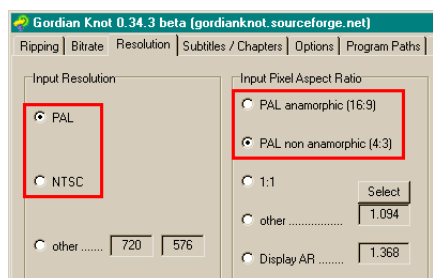 Gordian Knot 0.34.3 beta (gordianknot.sourceforge.net)
Ripping Bitrate Resolution Subtitles / Chapters Options Program Paths
Input Resolution
PAL
NTSC
other ....... 720 576
Input Pixel Aspect Ratio
PAL anamorphic (16:9)
PAL non anamorphic (4:3)
1:1 Select
other ................ 1.094
Display AR ........ 1.368